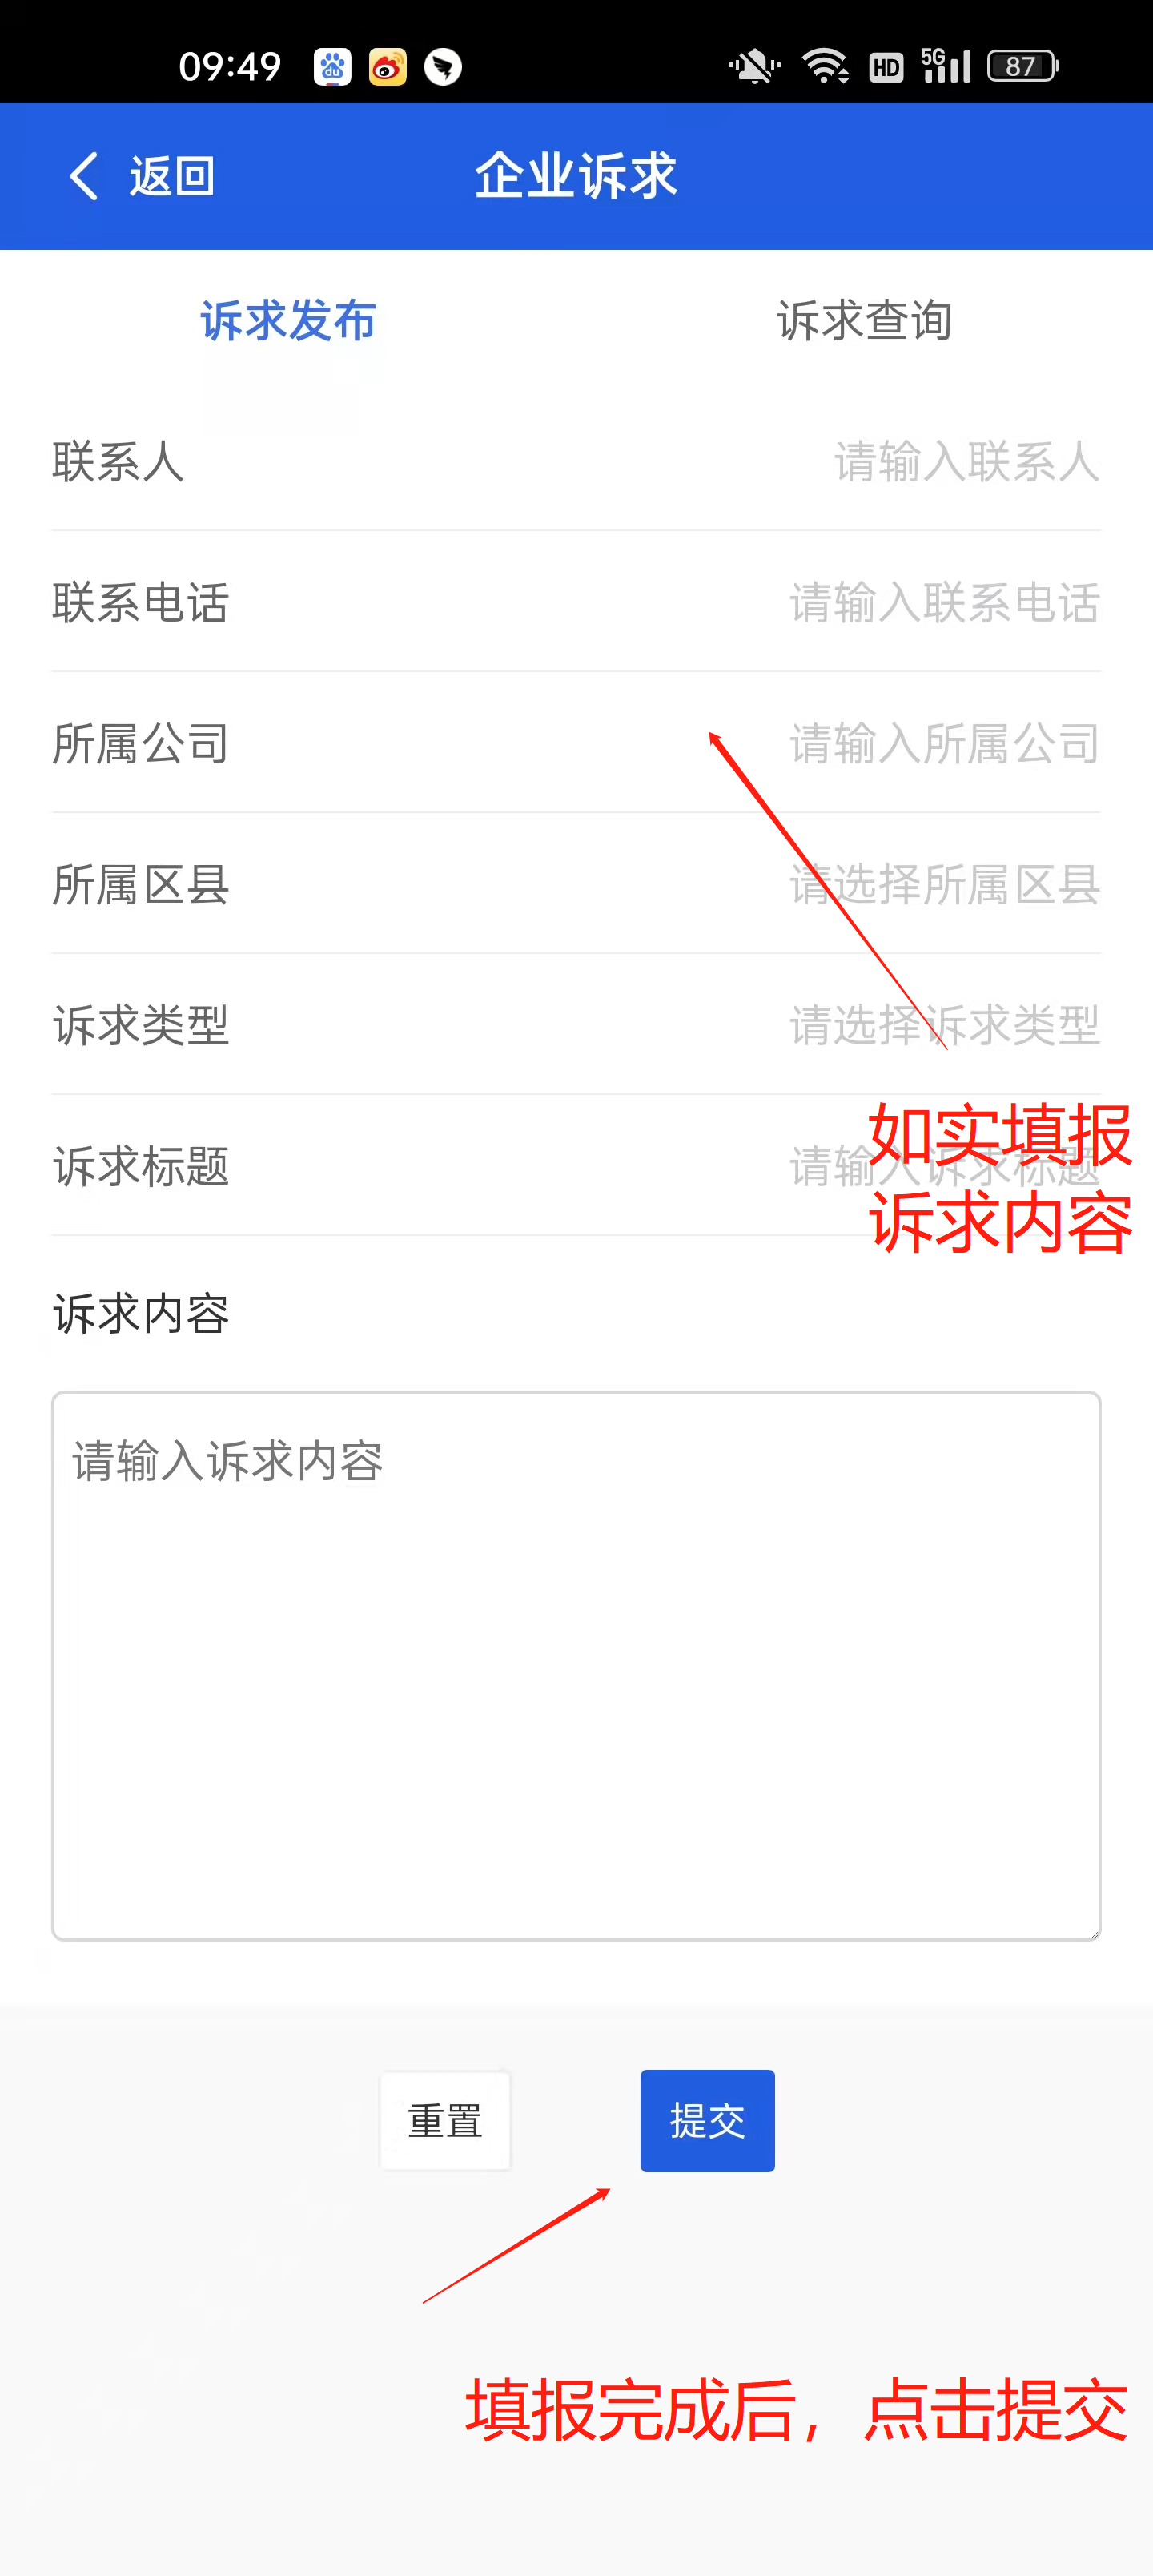 09:49 du HD 5G 87
返回 企业诉求
诉求发布 诉求查询
联系人 请输入联系人
联系电话 请输入联系电话
所属公司 请输入所属公司
所属区县 请选择所属区县
诉求类型 请选择诉求类型
如实填报
诉求标题 请输入诉求标题
诉求内容
诉求内容
请输入诉求内容
重置 提交
填报完成后，点击提交